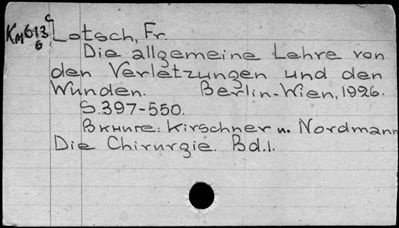 Км613 с
6
Lotsch, Fr.
Die allgemeine Lehre von
den Verletzungen und den
Wunden. Berlin-Wien, 1926.
S. 397-550.
В книге: Kirschner u. Nordmann
Die Chirurgie. Bd. 1.